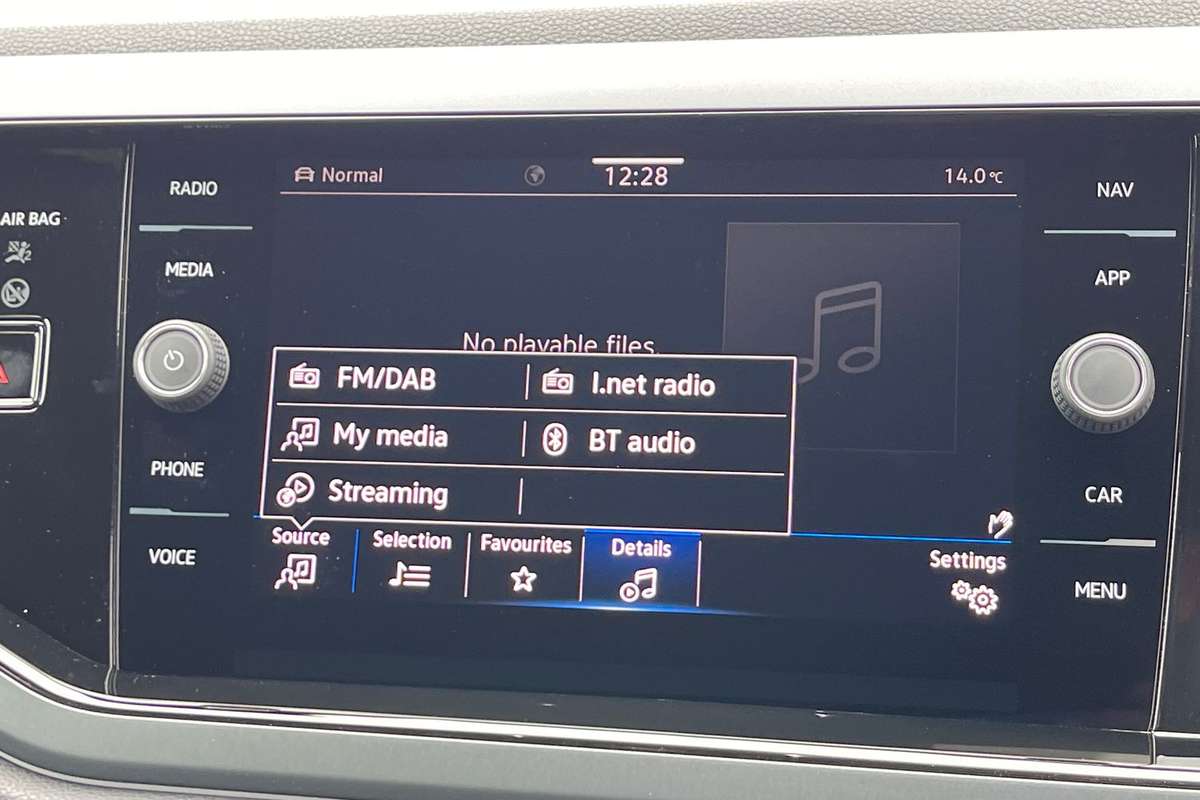 AIR BAG
RADIO
MEDIA
PHONE
VOICE
Normal
12:28
14.0°C
No playable files.
FM/DAB
I.net radio
My media
BT audio
Streaming
Source
Selection
Favourites
Details
Settings
NAV
APP
CAR
MENU